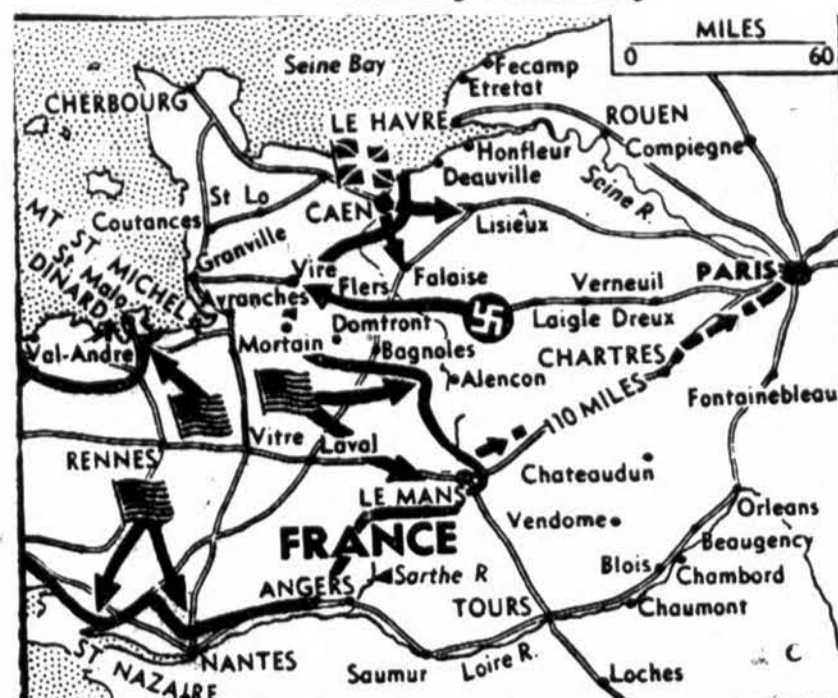 MILES
0 60
Seine Bay
Fecamp
Etretat
CHERBOURG
LE HAVRE
ROUEN
Honfleur
Compiegne
Deauville
Seine R.
St Lo
CAEN
Coutances
Lisieux
MT ST MICHEL
St Malo
DINARD
Granville
Vire
Flers
Falaise
PARIS
Verneuil
Avranches
Laigle Dreux
Domfront
Val-Andre
Mortain
Bagnoles
CHARTRES
Alencon
110 MILES
Fontainebleau
Vitre
Laval
RENNES
Chateaudun
LE MANS
Orleans
Vendome
FRANCE
Beaugency
Blois
Chambord
Sarthe R
ANGERS
TOURS
Chaumont
ST NAZAIRE
NANTES
Saumur
Loire R.
Loches
C